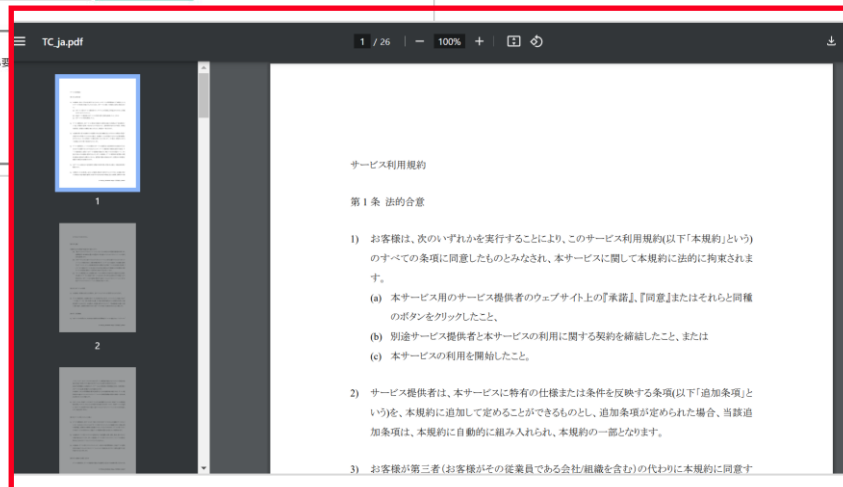 TC_ja.pdf
1 / 26
100%
要
1
2
サービス利用規約
第1条 法的合意
1) お客様は、次のいずれかを実行することにより、このサービス利用規約(以下「本規約」という)
のすべての条項に同意したものとみなされ、本サービスに関して本規約に法的に拘束されま
す。
(a) 本サービス用のサービス提供者のウェブサイト上の『承諾』、『同意』またはそれらと同種
のボタンをクリックしたこと、
(b) 別途サービス提供者と本サービスの利用に関する契約を締結したこと、または
(c) 本サービスの利用を開始したこと。
2) サービス提供者は、本サービスに特有の仕様または条件を反映する条項(以下「追加条項」と
いう)を、本規約に追加して定めることができるものとし、追加条項が定められた場合、当該追
加条項は、本規約に自動的に組み入れられ、本規約の一部となります。
3) お客様が第三者(お客様がその従業員である会社/組織を含む)の代わりに本規約に同意す